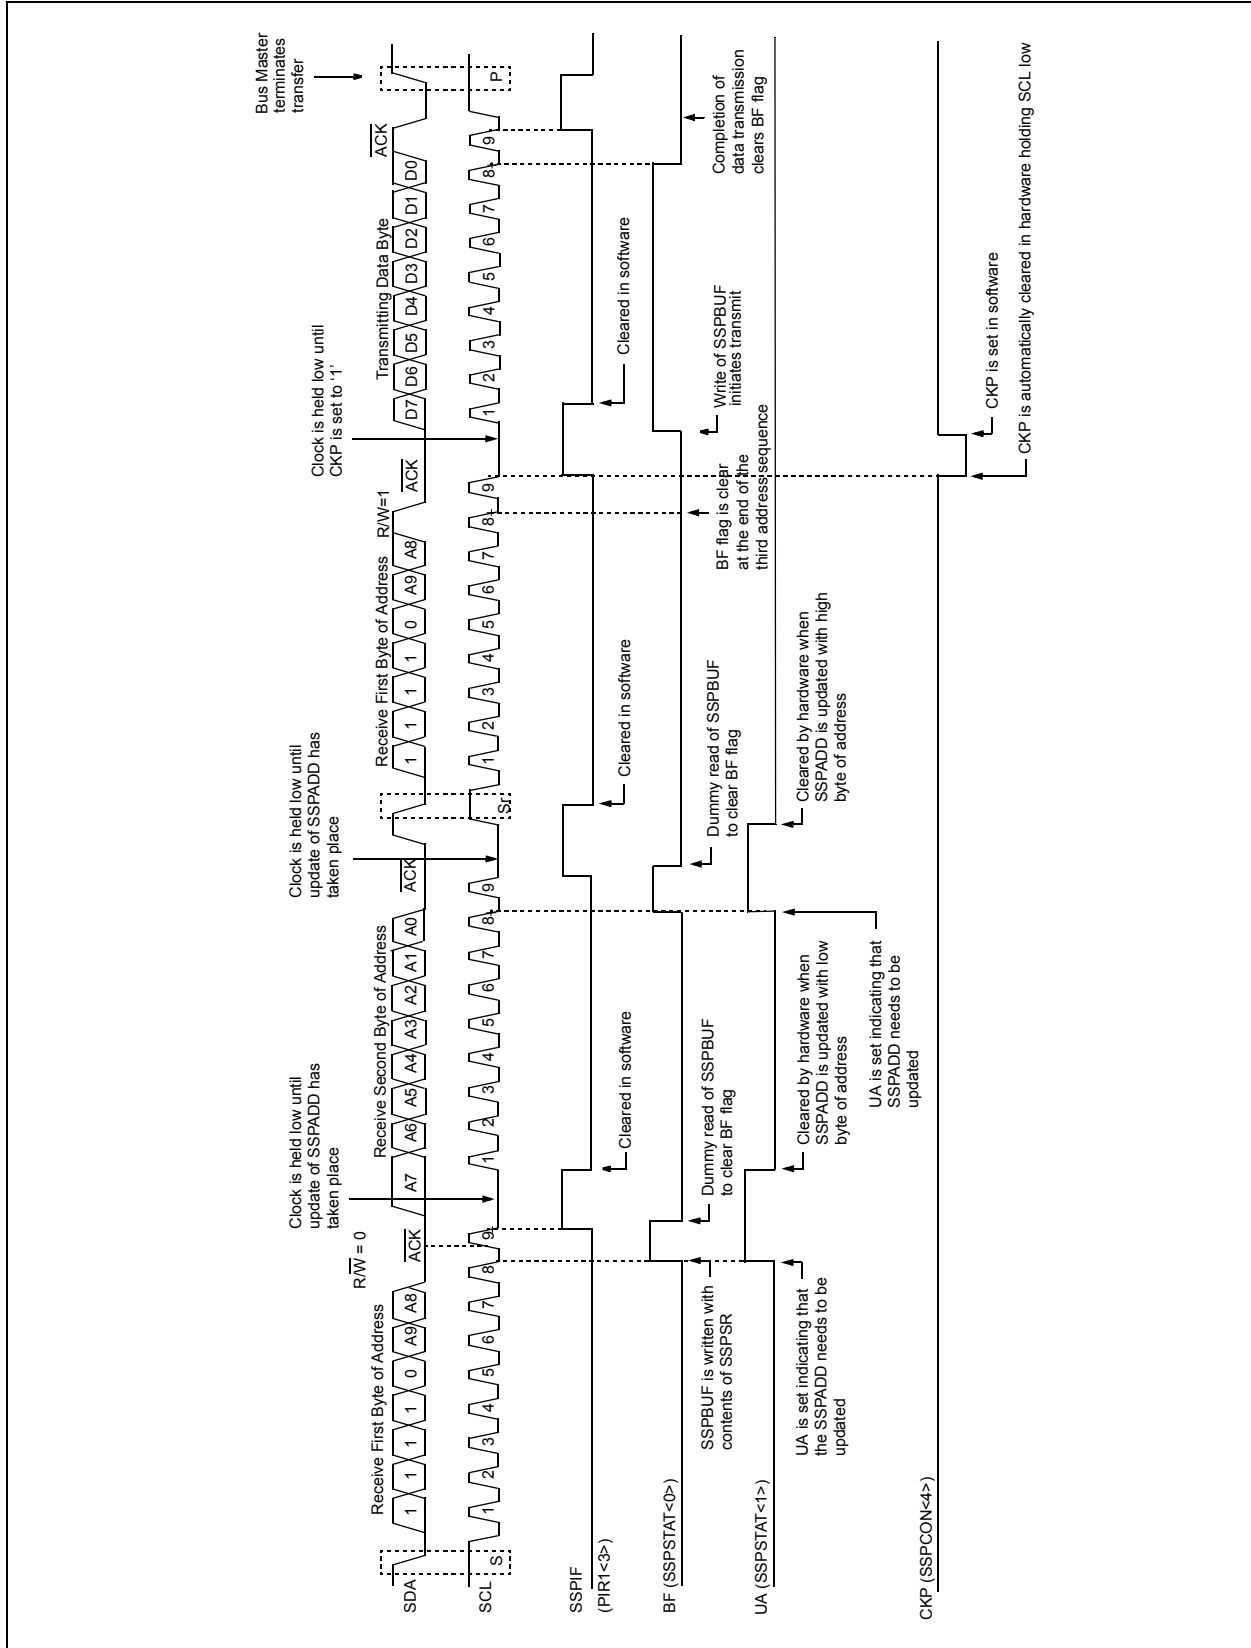 Bus Master
terminates
transfer
Clock is held low until
update of SSPADD has
taken place
Clock is held low until
update of SSPADD has
taken place
Clock is held low until
CKP is set to ‘1’
R/W = 0
Receive First Byte of Address
ACK
Receive Second Byte of Address
ACK
Receive First Byte of Address
R/W=1
ACK
Transmitting Data Byte
ACK
SDA
1 1 1 1 0 A9 A8
A7 A6 A5 A4 A3 A2 A1 A0
1 1 1 1 0 A9 A8
D7 D6 D5 D4 D3 D2 D1 D0
SCL
S
1 2 3 4 5 6 7 8 9
1 2 3 4 5 6 7 8 9
Sr
1 2 3 4 5 6 7 8 9
1 2 3 4 5 6 7 8 9
P
SSPIF
(PIR1<3>)
Cleared in software
Cleared in software
Cleared in software
BF (SSPSTAT<0>)
SSPBUF is written with
contents of SSPSR
Dummy read of SSPBUF
to clear BF flag
Dummy read of SSPBUF
to clear BF flag
BF flag is clear
at the end of the
third address sequence
Write of SSPBUF
initiates transmit
Completion of
data transmission
clears BF flag
UA (SSPSTAT<1>)
UA is set indicating that
the SSPADD needs to be
updated
Cleared by hardware when
SSPADD is updated with low
byte of address
UA is set indicating that
SSPADD needs to be
updated
Cleared by hardware when
SSPADD is updated with high
byte of address
CKP (SSPCON<4>)
CKP is set in software
CKP is automatically cleared in hardware holding SCL low